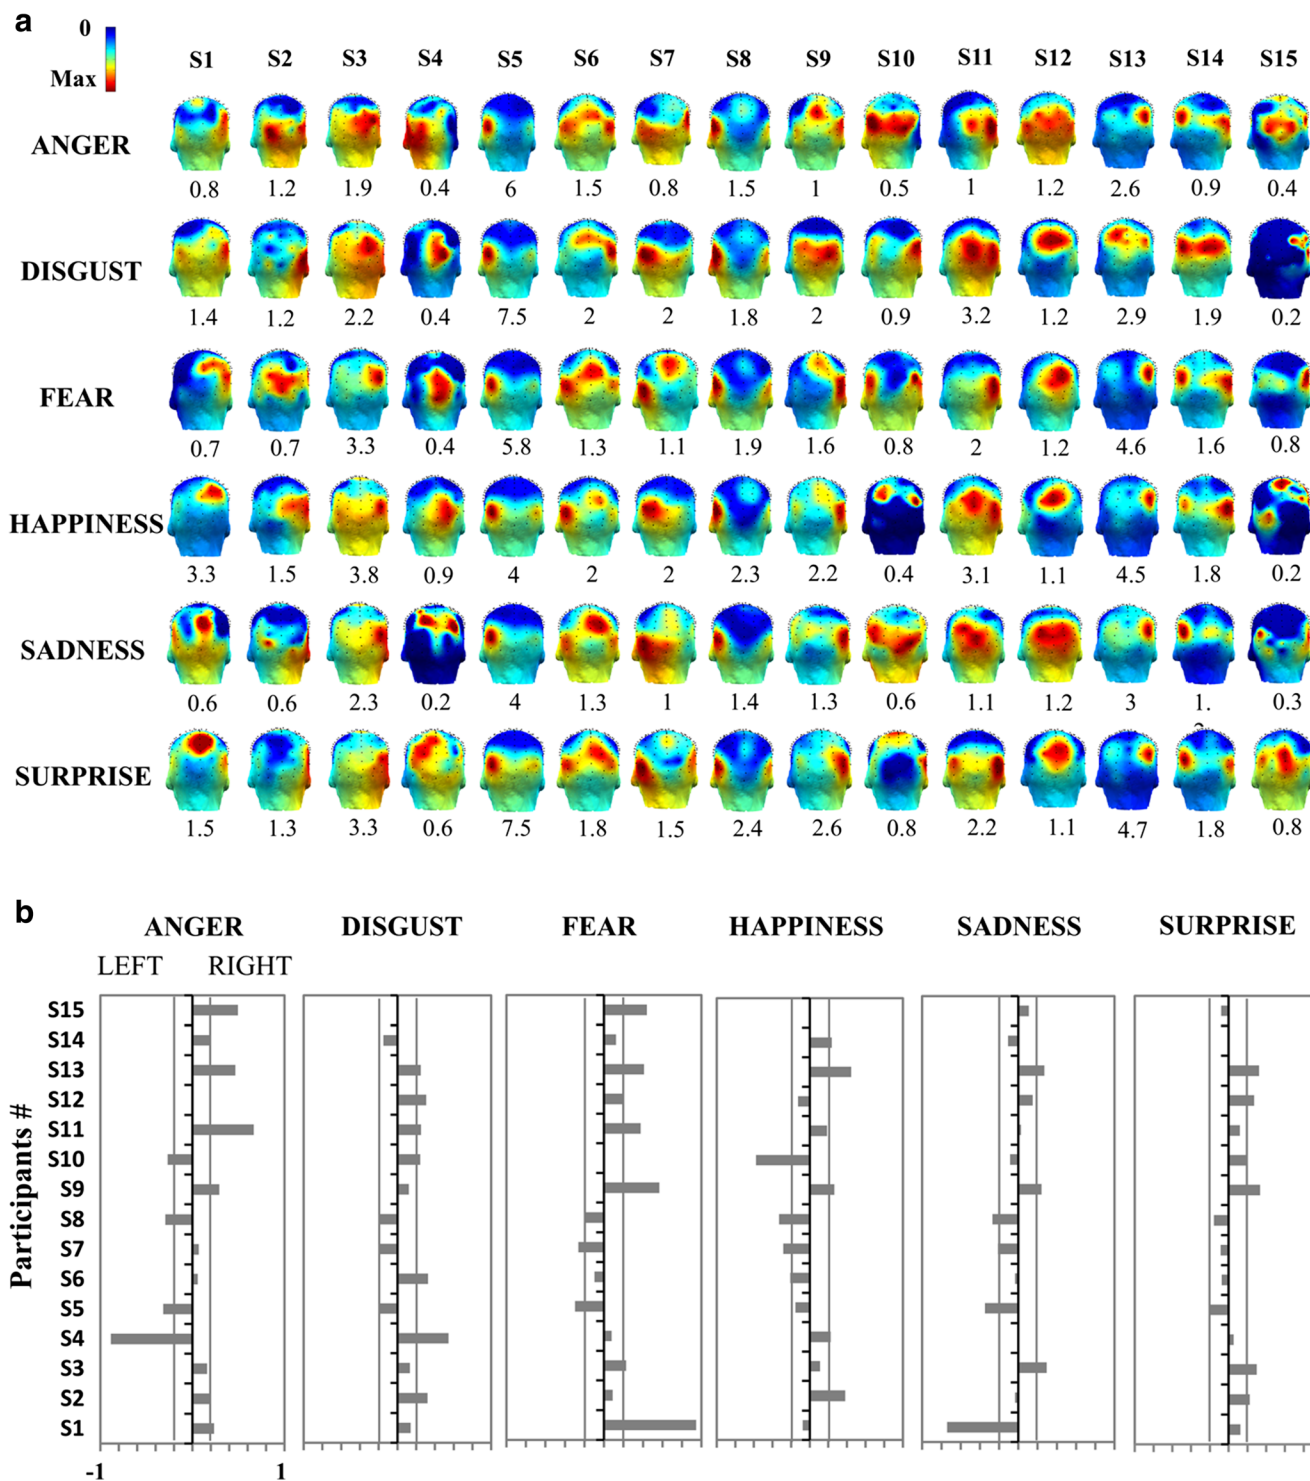 a
0
Max
S1 S2 S3 S4 S5 S6 S7 S8 S9 S10 S11 S12 S13 S14 S15
ANGER
0.8 1.2 1.9 0.4 6 1.5 0.8 1.5 1 0.5 1 1.2 2.6 0.9 0.4
DISGUST
1.4 1.2 2.2 0.4 7.5 2 2 1.8 2 0.9 3.2 1.2 2.9 1.9 0.2
FEAR
0.7 0.7 3.3 0.4 5.8 1.3 1.1 1.9 1.6 0.8 2 1.2 4.6 1.6 0.8
HAPPINESS
3.3 1.5 3.8 0.9 4 2 2 2.3 2.2 0.4 3.1 1.1 4.5 1.8 0.2
SADNESS
0.6 0.6 2.3 0.2 4 1.3 1 1.4 1.3 0.6 1.1 1.2 3 1. 0.3
SURPRISE
1.5 1.3 3.3 0.6 7.5 1.8 1.5 2.4 2.6 0.8 2.2 1.1 4.7 1.8 0.8
b
ANGER DISGUST FEAR HAPPINESS SADNESS SURPRISE
LEFT RIGHT
Participants #
S15
S14
S13
S12
S11
S10
S9
S8
S7
S6
S5
S4
S3
S2
S1
-1 1